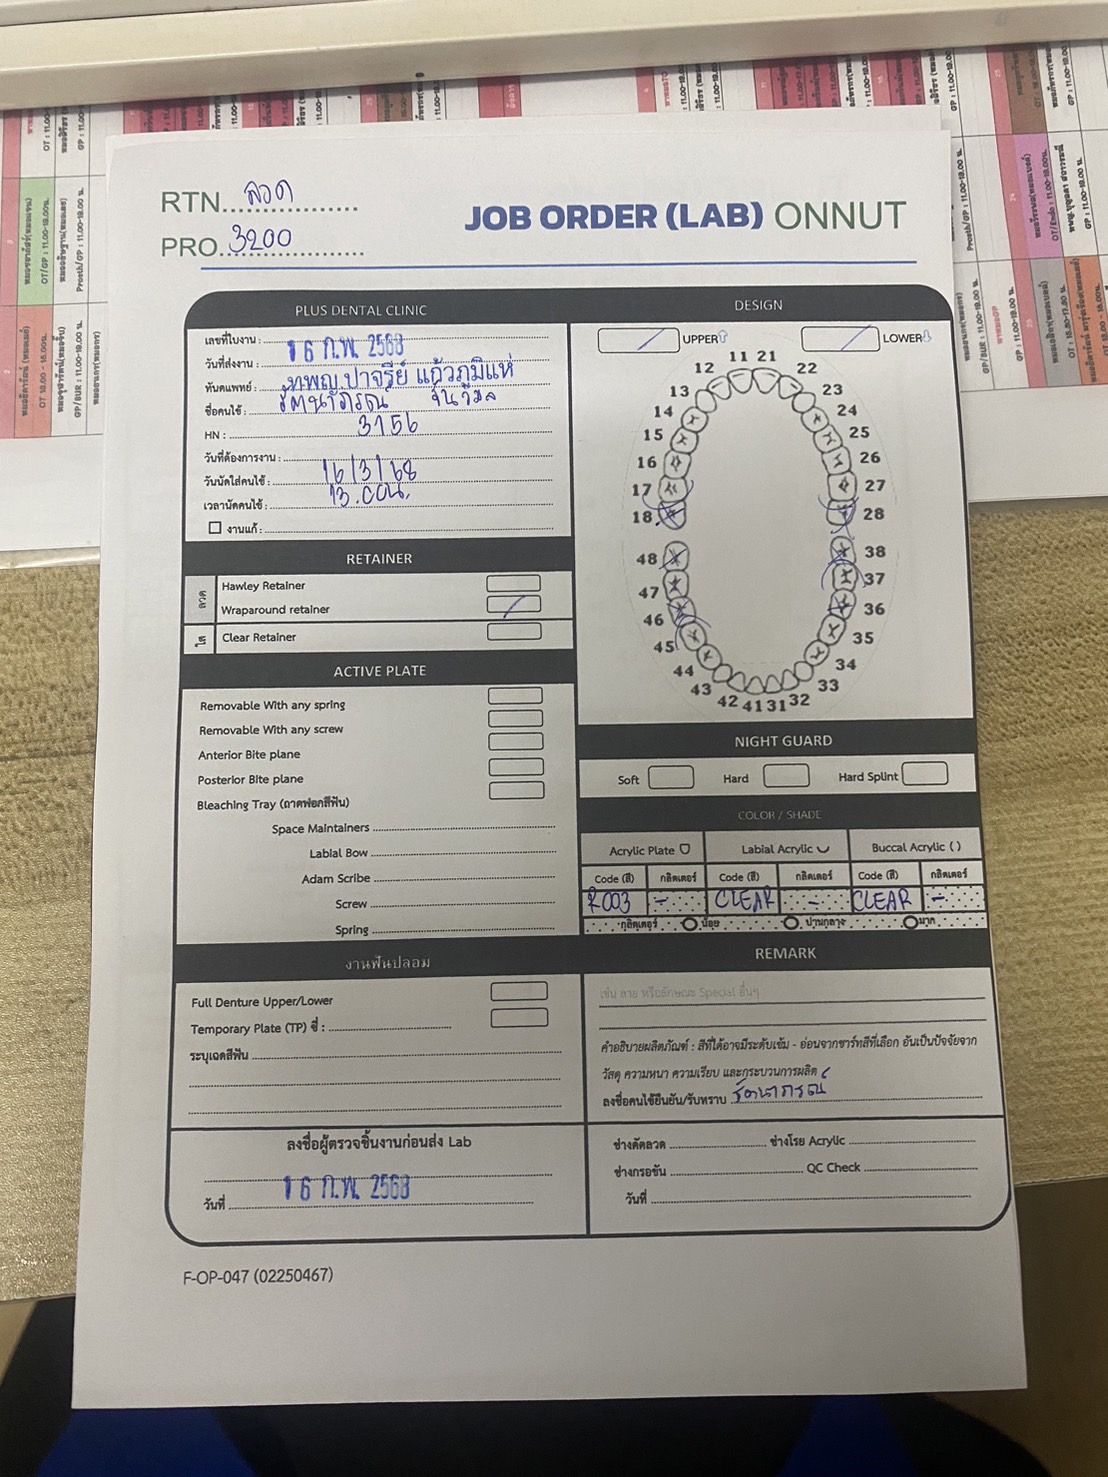 RTN. ลวด
PRO. 3200
JOB ORDER (LAB) ONNUT
PLUS DENTAL CLINIC
เลขที่ใบงาน :
วันที่ส่งงาน : 16 ก.พ. 2568
ทันตแพทย์ : ทพญ.ปาจรีย์ แก้วภูมิแห่
ชื่อคนไข้ : รัตนาภรณ์
HN : 3156
วันที่ต้องการงาน :
วันนัดใส่คนไข้ : 16/3/68
เวลานัดคนไข้ : 13.00น.
งานแก้ :
RETAINER
ลวด
Hawley Retainer
Wraparound retainer
ใส
Clear Retainer
ACTIVE PLATE
Removable With any spring
Removable With any screw
Anterior Bite plane
Posterior Bite plane
Bleaching Tray (ถาดฟอกสีฟัน)
Space Maintainers
Labial Bow
Adam Scribe
Screw
Spring
งานฟันปลอม
Full Denture Upper/Lower
Temporary Plate (TP) ซี่ :
ระบุเฉดสีฟัน
ลงชื่อผู้ตรวจชิ้นงานก่อนส่ง Lab
วันที่ 16 ก.พ. 2568
DESIGN
UPPER LOWER
11 21
12 22
13 23
14 24
15 25
16 26
17 27
18 28
48 38
47 37
46 36
45 35
44 34
43 33
42 41 31 32
NIGHT GUARD
Soft Hard Hard Splint
COLOR / SHADE
Acrylic Plate Labial Acrylic Buccal Acrylic ( )
Code (สี) กลิตเตอร์ Code (สี) กลิตเตอร์ Code (สี) กลิตเตอร์
R003 - CLEAR - CLEAR -
กลิตเตอร์ น้อย ปานกลาง มาก
REMARK
เช่น ลาย หรือลักษณะ Special อื่นๆ
คำอธิบายผลิตภัณฑ์ : สีที่ได้อาจมีระดับเข้ม - อ่อนจากชาร์ทสีที่เลือก อันเป็นปัจจัยจาก
วัสดุ ความหนา ความเรียบ และกระบวนการผลิต
ลงชื่อคนไข้ยืนยัน/รับทราบ รัตนาภรณ์
ช่างดัดลวด ช่างโรย Acrylic
ช่างกรอขัน QC Check
วันที่
F-OP-047 (02250467)